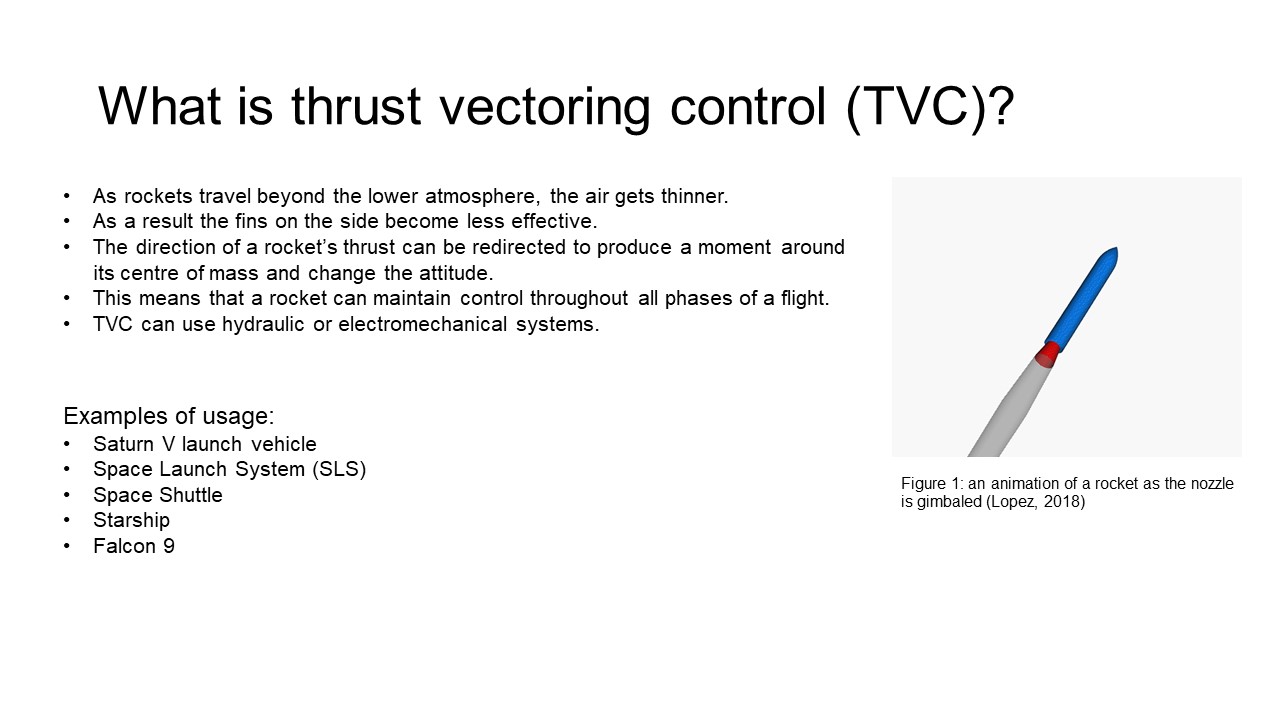 What is thrust vectoring control (TVC)?
• As rockets travel beyond the lower atmosphere, the air gets thinner.
• As a result the fins on the side become less effective.
• The direction of a rocket’s thrust can be redirected to produce a moment around
its centre of mass and change the attitude.
• This means that a rocket can maintain control throughout all phases of a flight.
• TVC can use hydraulic or electromechanical systems.
Examples of usage:
• Saturn V launch vehicle
• Space Launch System (SLS)
• Space Shuttle
• Starship
• Falcon 9
Figure 1: an animation of a rocket as the nozzle
is gimbaled (Lopez, 2018)